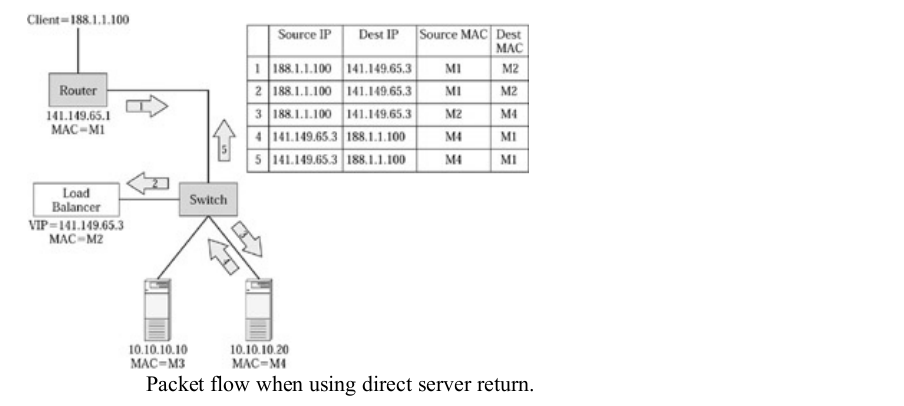 Client=188.1.1.100
Source IP Dest IP Source MAC Dest MAC
1 188.1.1.100 141.149.65.3 M1 M2
2 188.1.1.100 141.149.65.3 M1 M2
3 188.1.1.100 141.149.65.3 M2 M4
4 141.149.65.3 188.1.1.100 M4 M1
5 141.149.65.3 188.1.1.100 M4 M1
Router
141.149.65.1
MAC=M1
1
5
2
Load
Balancer
VIP=141.149.65.3
MAC=M2
Switch
3
4
10.10.10.10
MAC=M3
10.10.10.20
MAC=M4
Packet flow when using direct server return.